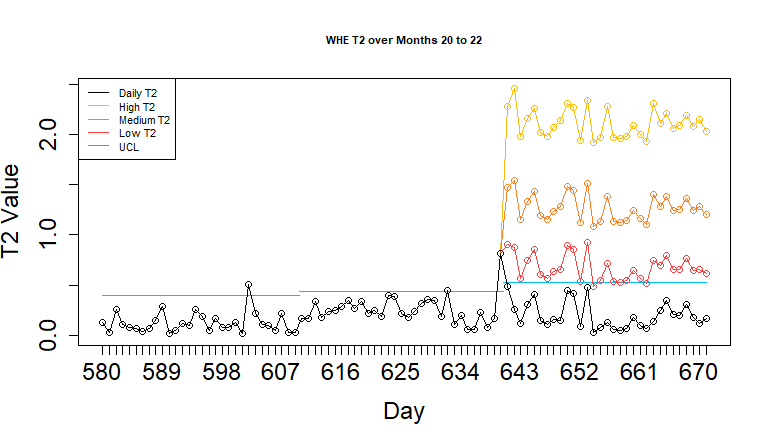 WHE T2 over Months 20 to 22
Daily T2
High T2
Medium T2
Low T2
UCL
T2 Value
2.0
1.0
0.0
580 589 598 607 616 625 634 643 652 661 670
Day